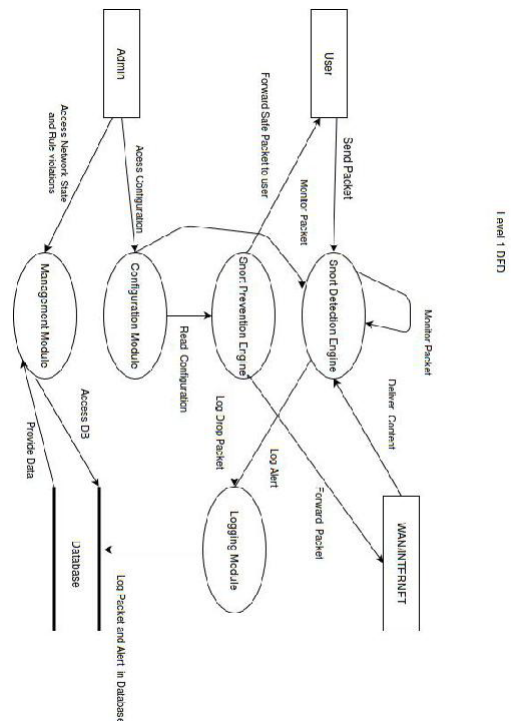 Level 1 DFD
User
Send Packet
Snort Detection Engine
Monitor Packet
Deliver Content
WAN/INTERNET
Monitor Packet
Forward Safe Packet to user
Snort Prevention Engine
Log Alert
Forward Packet
Log Drop Packet
Logging Module
Admin
Acess Configuration
Configuration Module
Read Configuration
Access Network State
and Rule violations
Management Module
Access DB
Provide Data
Database
Log Packet and Alert in Database